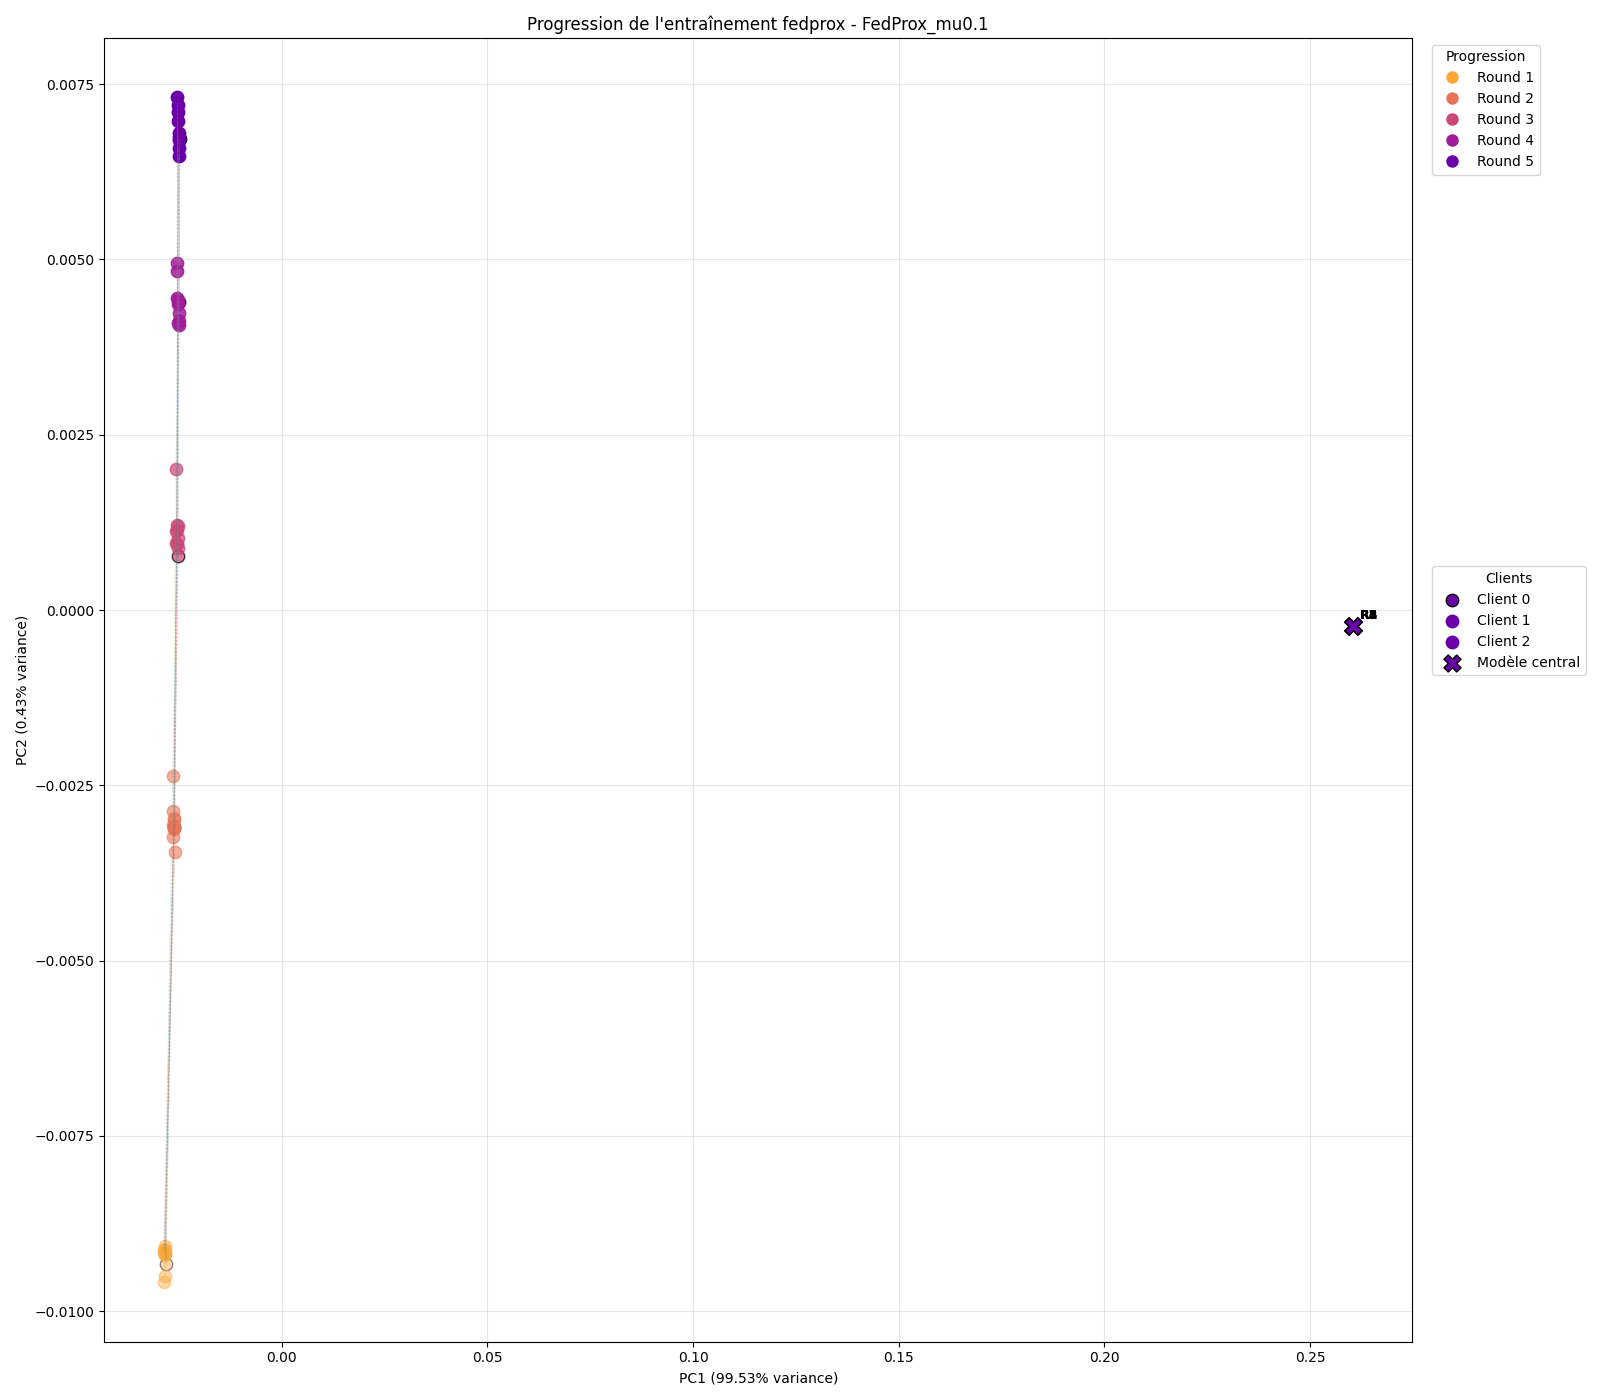 Progression de l'entraînement fedprox - FedProx_mu0.1
0.0075
0.0050
0.0025
0.0000
−0.0025
−0.0050
−0.0075
−0.0100
PC2 (0.43% variance)
0.00
0.05
0.10
0.15
0.20
0.25
PC1 (99.53% variance)
Progression
Round 1
Round 2
Round 3
Round 4
Round 5
Clients
Client 0
Client 1
Client 2
Modèle central